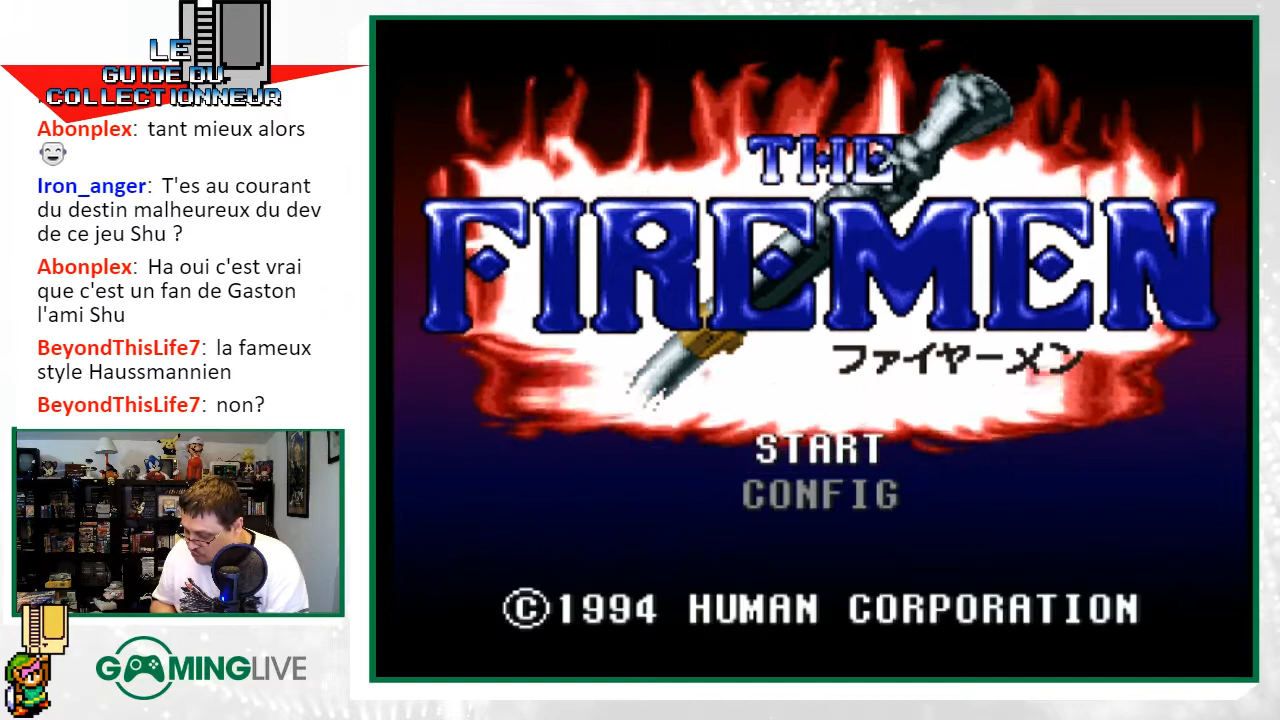 LE
GUIDE DU
COLLECTIONNEUR
Abonplex: tant mieux alors
Iron_anger: T'es au courant
du destin malheureux du dev
de ce jeu Shu ?
Abonplex: Ha oui c'est vrai
que c'est un fan de Gaston
l'ami Shu
BeyondThisLife7: la fameux
style Haussmannien
BeyondThisLife7: non?
GAMINGLIVE
THE
FIREMEN
ファイヤーメン
START
CONFIG
©1994 HUMAN CORPORATION